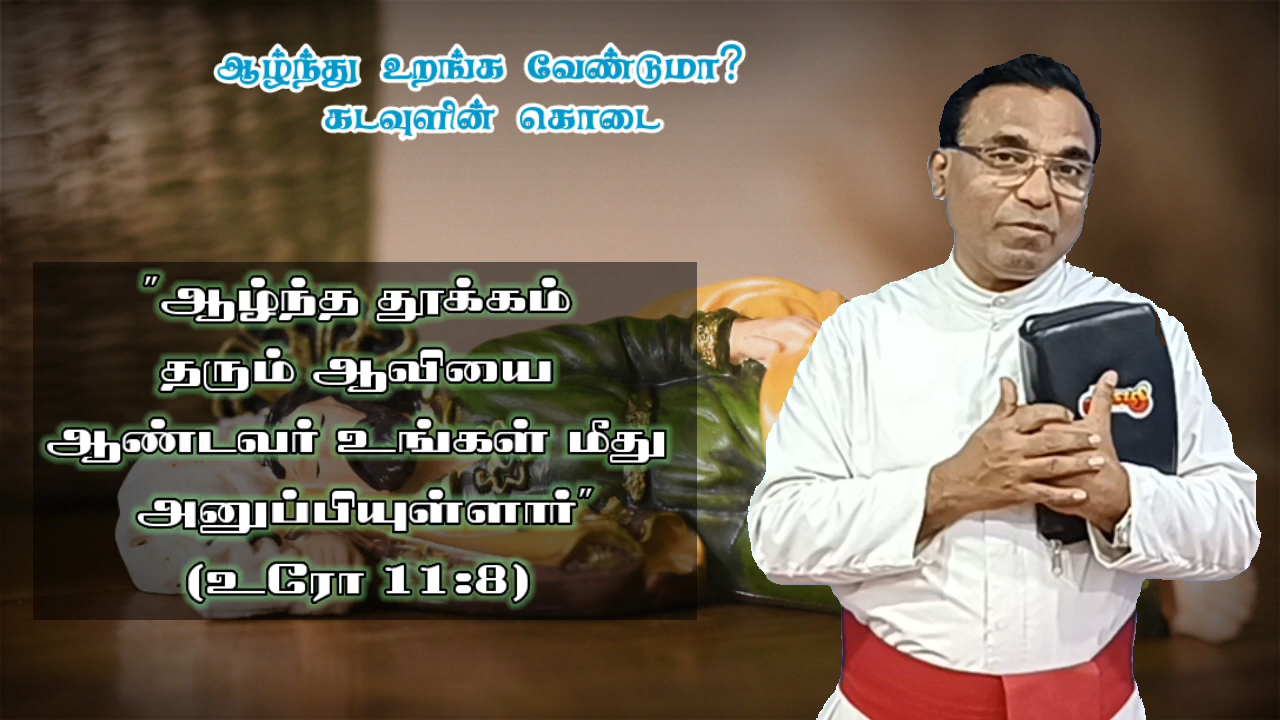 ஆழ்ந்து உறங்க வேண்டுமா?
கடவுளின் கொடை
"ஆழ்ந்த தூக்கம்
தரும் ஆவியை
ஆண்டவர் உங்கள் மீது
அனுப்பியுள்ளார்"
(உரோ 11:8)